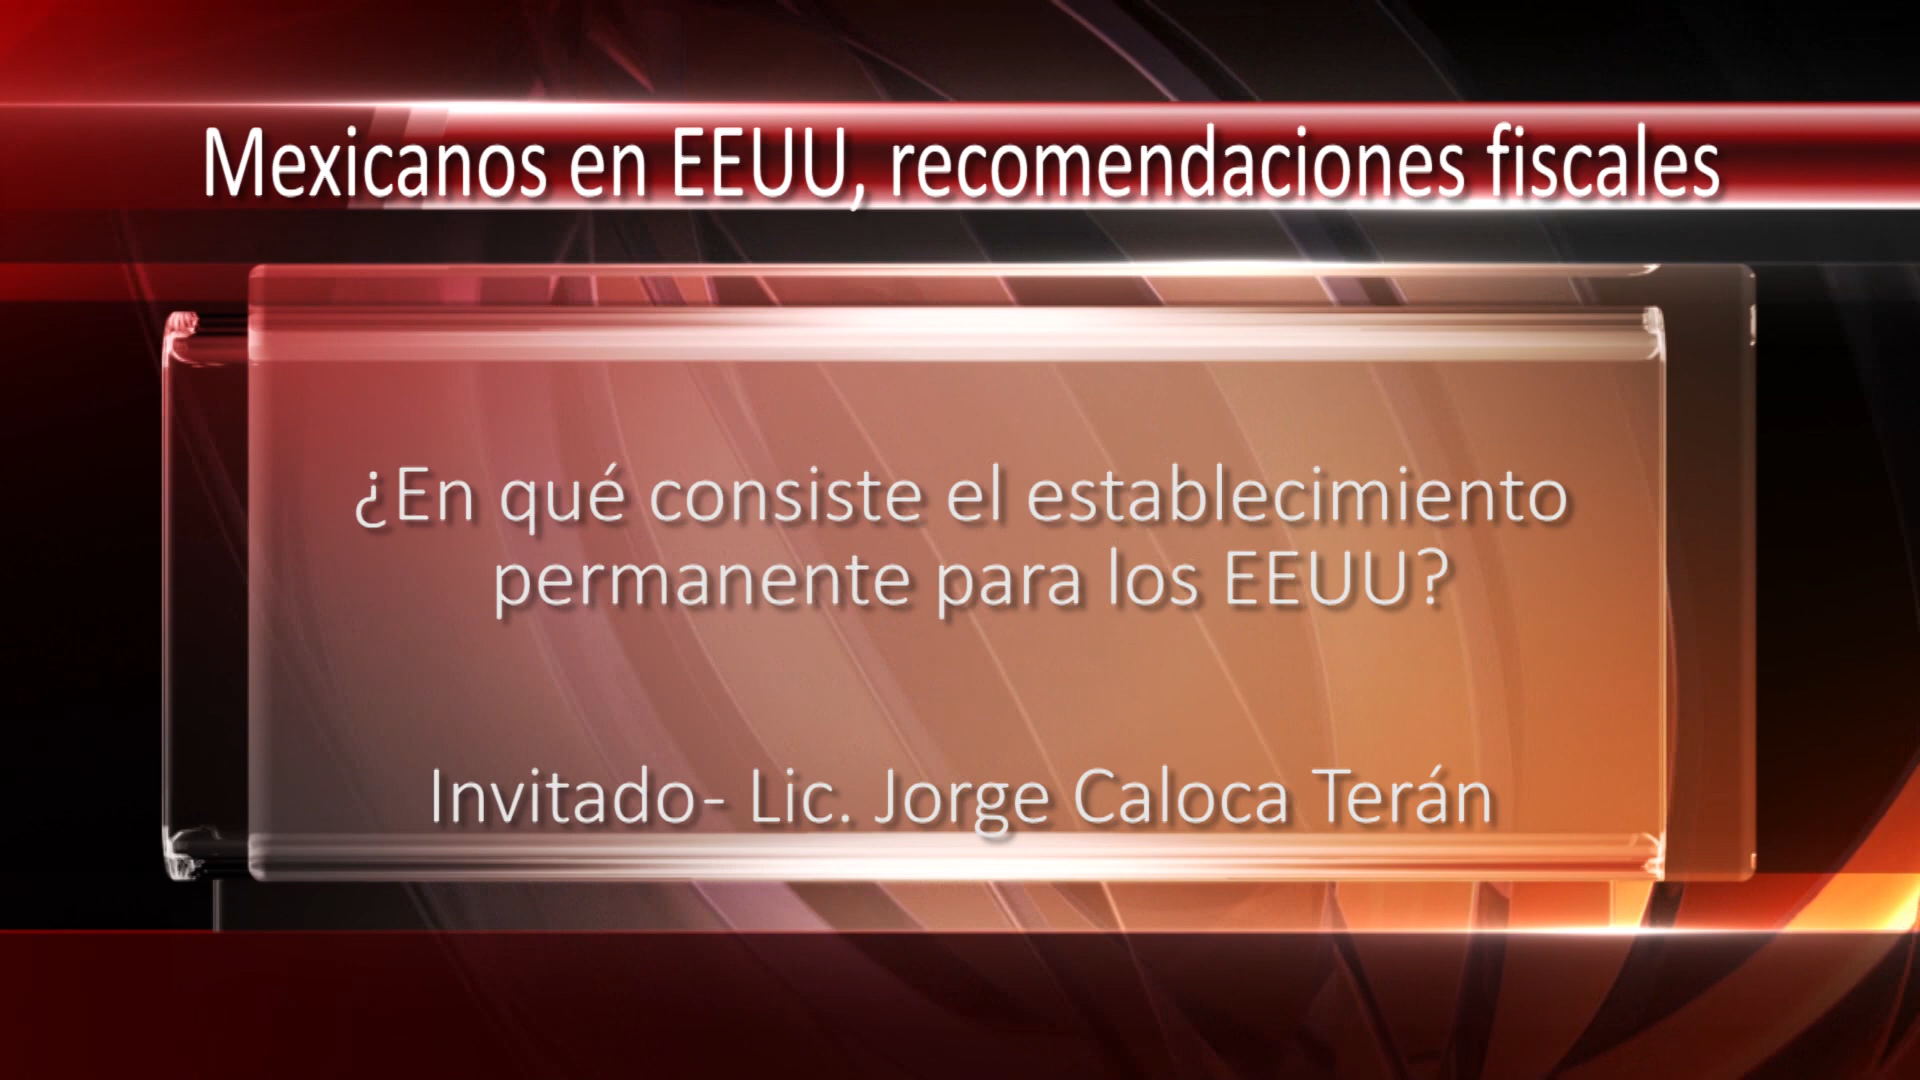 Mexicanos en EEUU, recomendaciones fiscales
¿En qué consiste el establecimiento
permanente para los EEUU?
Invitado- Lic. Jorge Caloca Terán